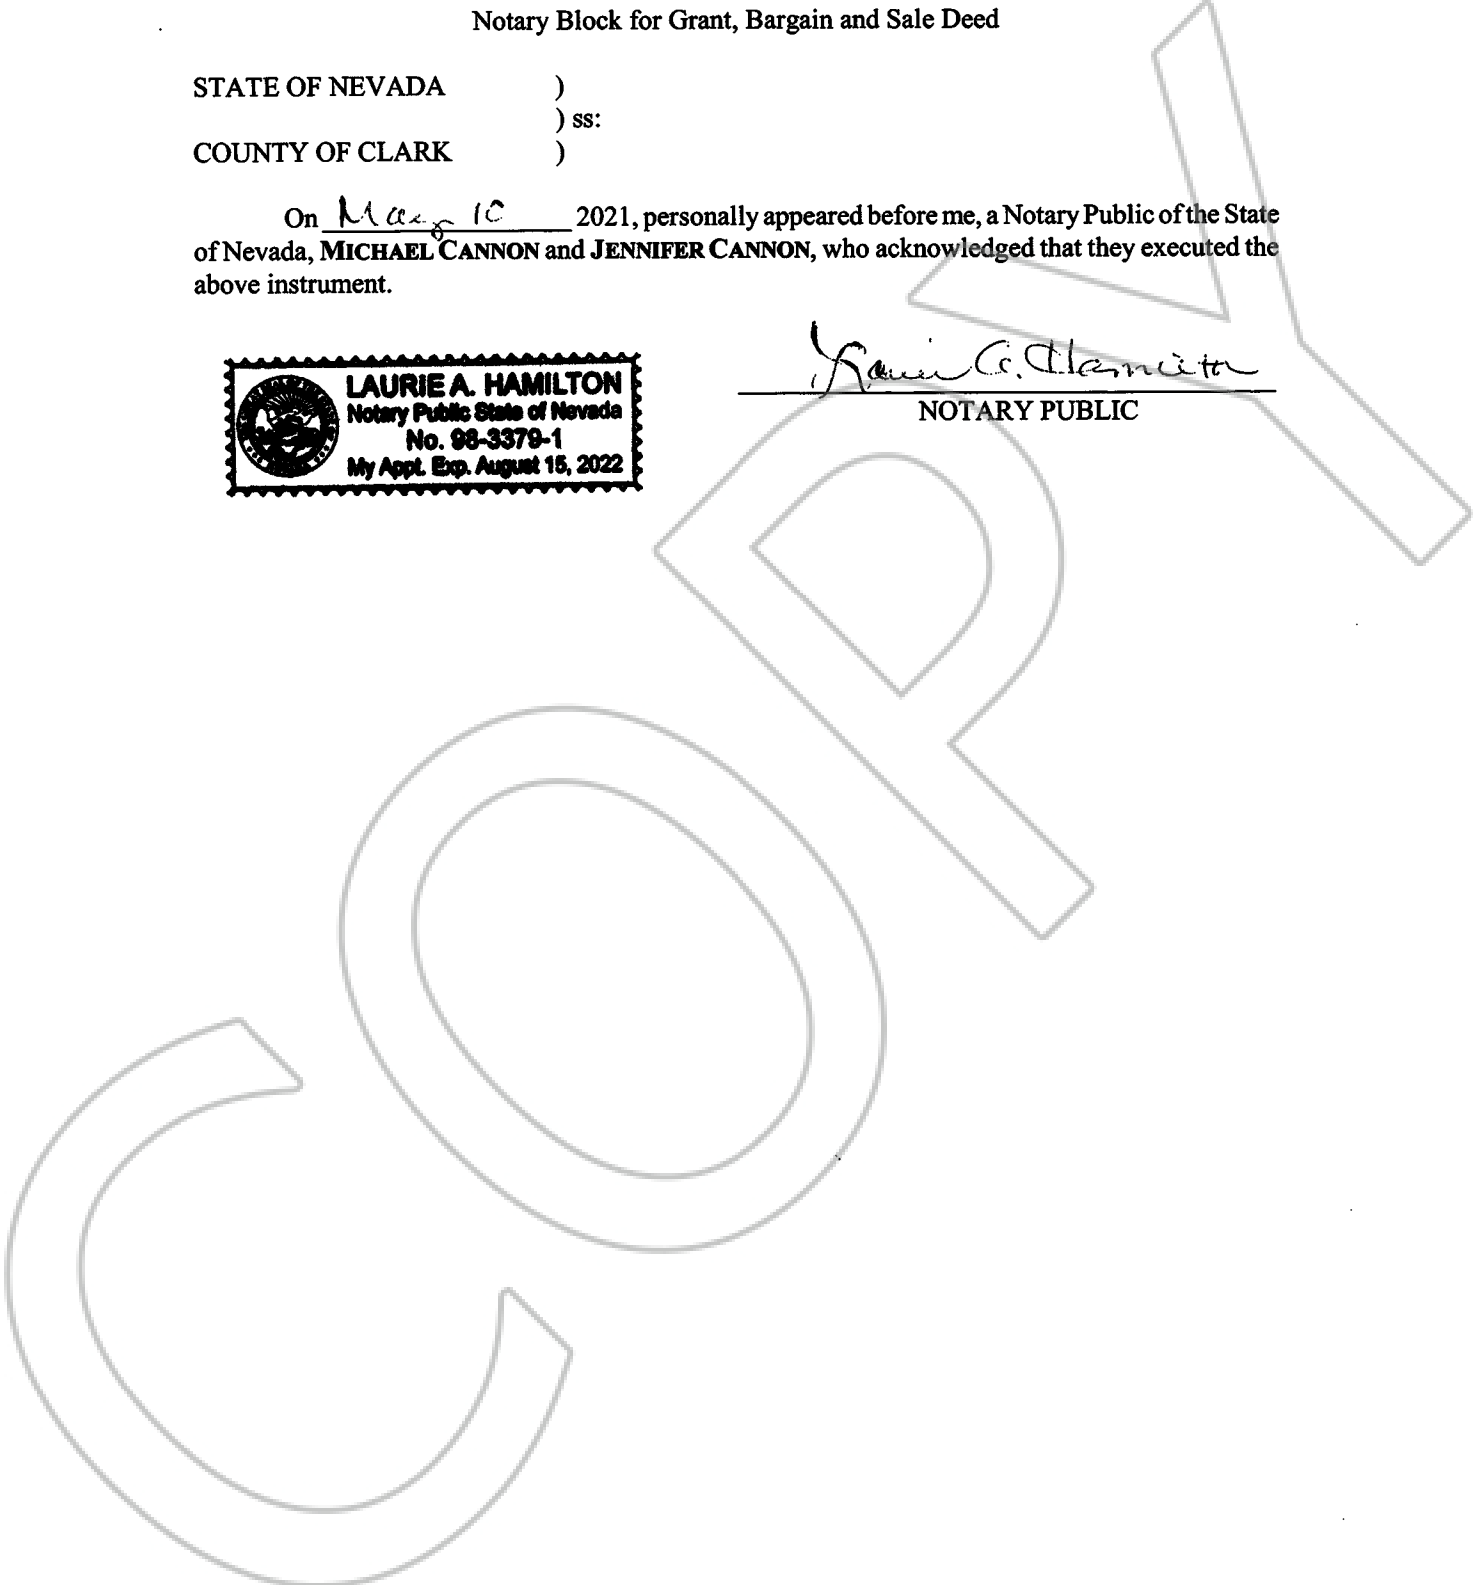 Notary Block for Grant, Bargain and Sale Deed
STATE OF NEVADA )
) ss:
COUNTY OF CLARK )
On May 10 2021, personally appeared before me, a Notary Public of the State
of Nevada, MICHAEL CANNON and JENNIFER CANNON, who acknowledged that they executed the
above instrument.
Laurie A. Hamilton
NOTARY PUBLIC
LAURIE A. HAMILTON
Notary Public State of Nevada
No. 98-3379-1
My Appt. Exp. August 15, 2022
COPY